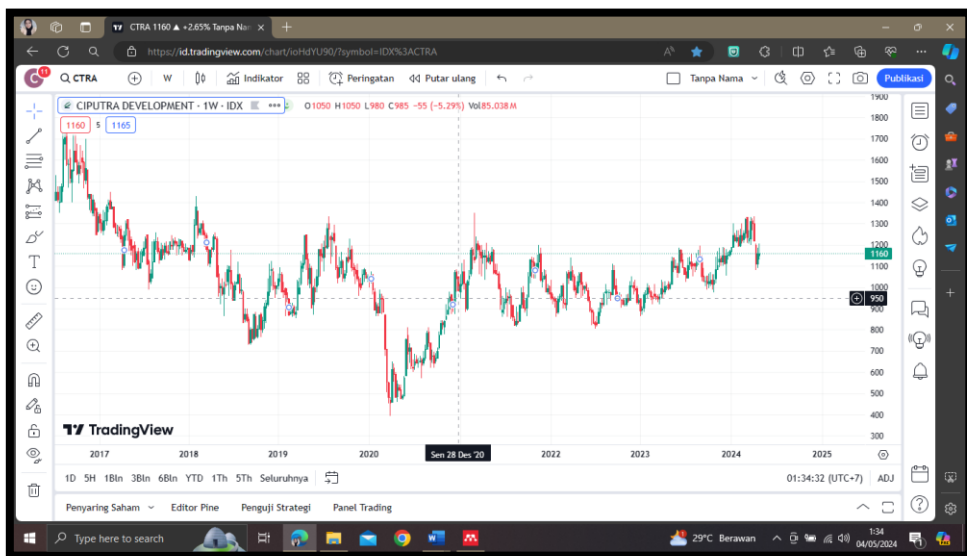 CTRA 1160 ▲ +2.65% Tanpa Nar
https://id.tradingview.com/chart/ioHdYU90/?symbol=IDX%3ACTRA
C 11 CTRA W Indikator Peringatan Putar ulang Tanpa Nama Publikasi
CIPUTRA DEVELOPMENT · 1W · IDX O1050 H1050 L980 C985 −55 (−5.29%) Vol85.038 M
1160 5 1165
1900
1800
1700
1600
1500
1400
1300
1200
1160
1100
1000
950
900
800
700
600
500
400
300
TradingView
2017 2018 2019 2020 Sen 28 Des '20 2022 2023 2024 2025
1D 5H 1Bln 3Bln 6Bln YTD 1Th 5Th Seluruhnya 01:34:32 (UTC+7) ADJ
Penyaring Saham Editor Pine Penguji Strategi Panel Trading
Type here to search 29°C Berawan 1:34
04/05/2024